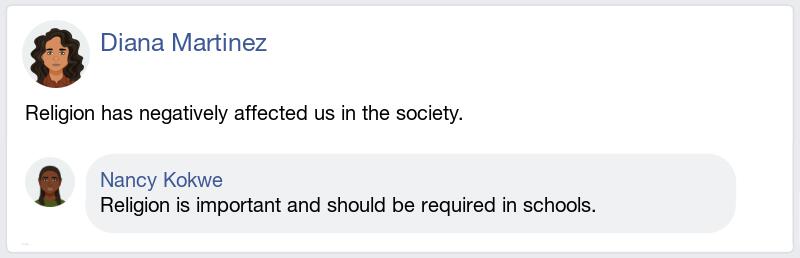 Diana Martinez
Religion has negatively affected us in the society.
Nancy Kokwe
Religion is important and should be required in schools.